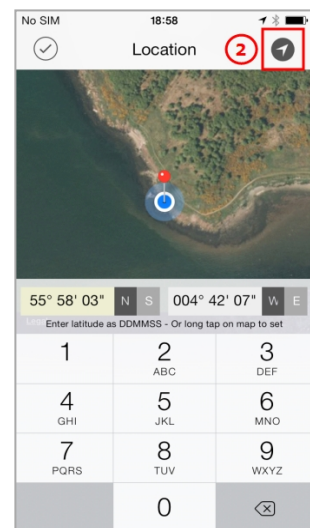 No SIM 18:58
Location 2
55° 58' 03" N S 004° 42' 07" W E
Enter latitude as DDMMSS - Or long tap on map to set
1 2 3
ABC DEF
4 5 6
GHI JKL MNO
7 8 9
PQRS TUV WXYZ
0